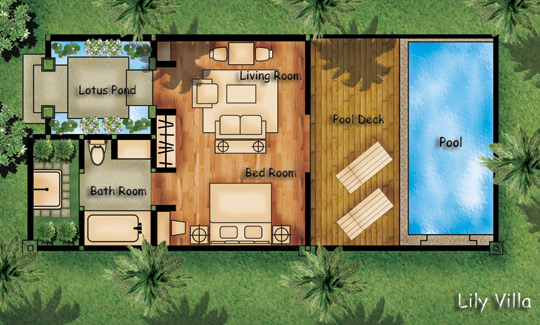 Living Room
Lotus Pond
Pool Deck
Pool
Bed Room
Bath Room
Lily Villa